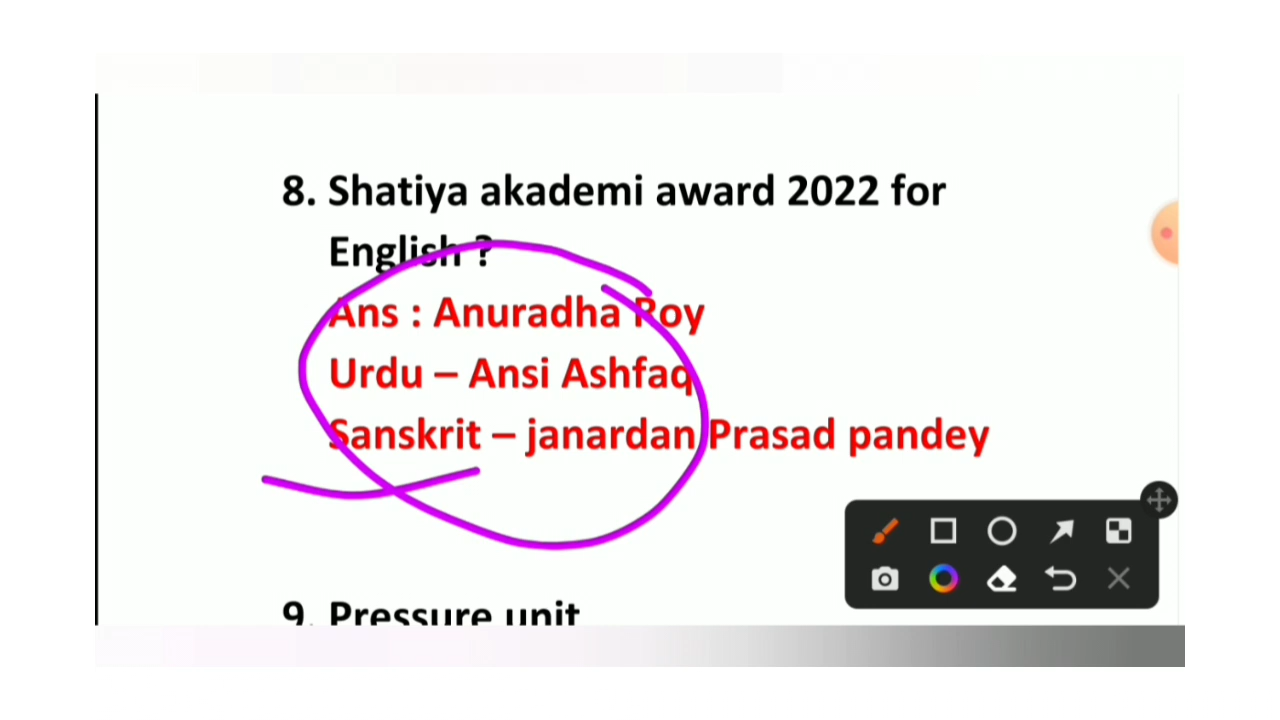 8. Shatiya akademi award 2022 for
English ?
Ans : Anuradha Roy
Urdu – Ansi Ashfaq
Sanskrit – janardan Prasad pandey
9. Pressure unit